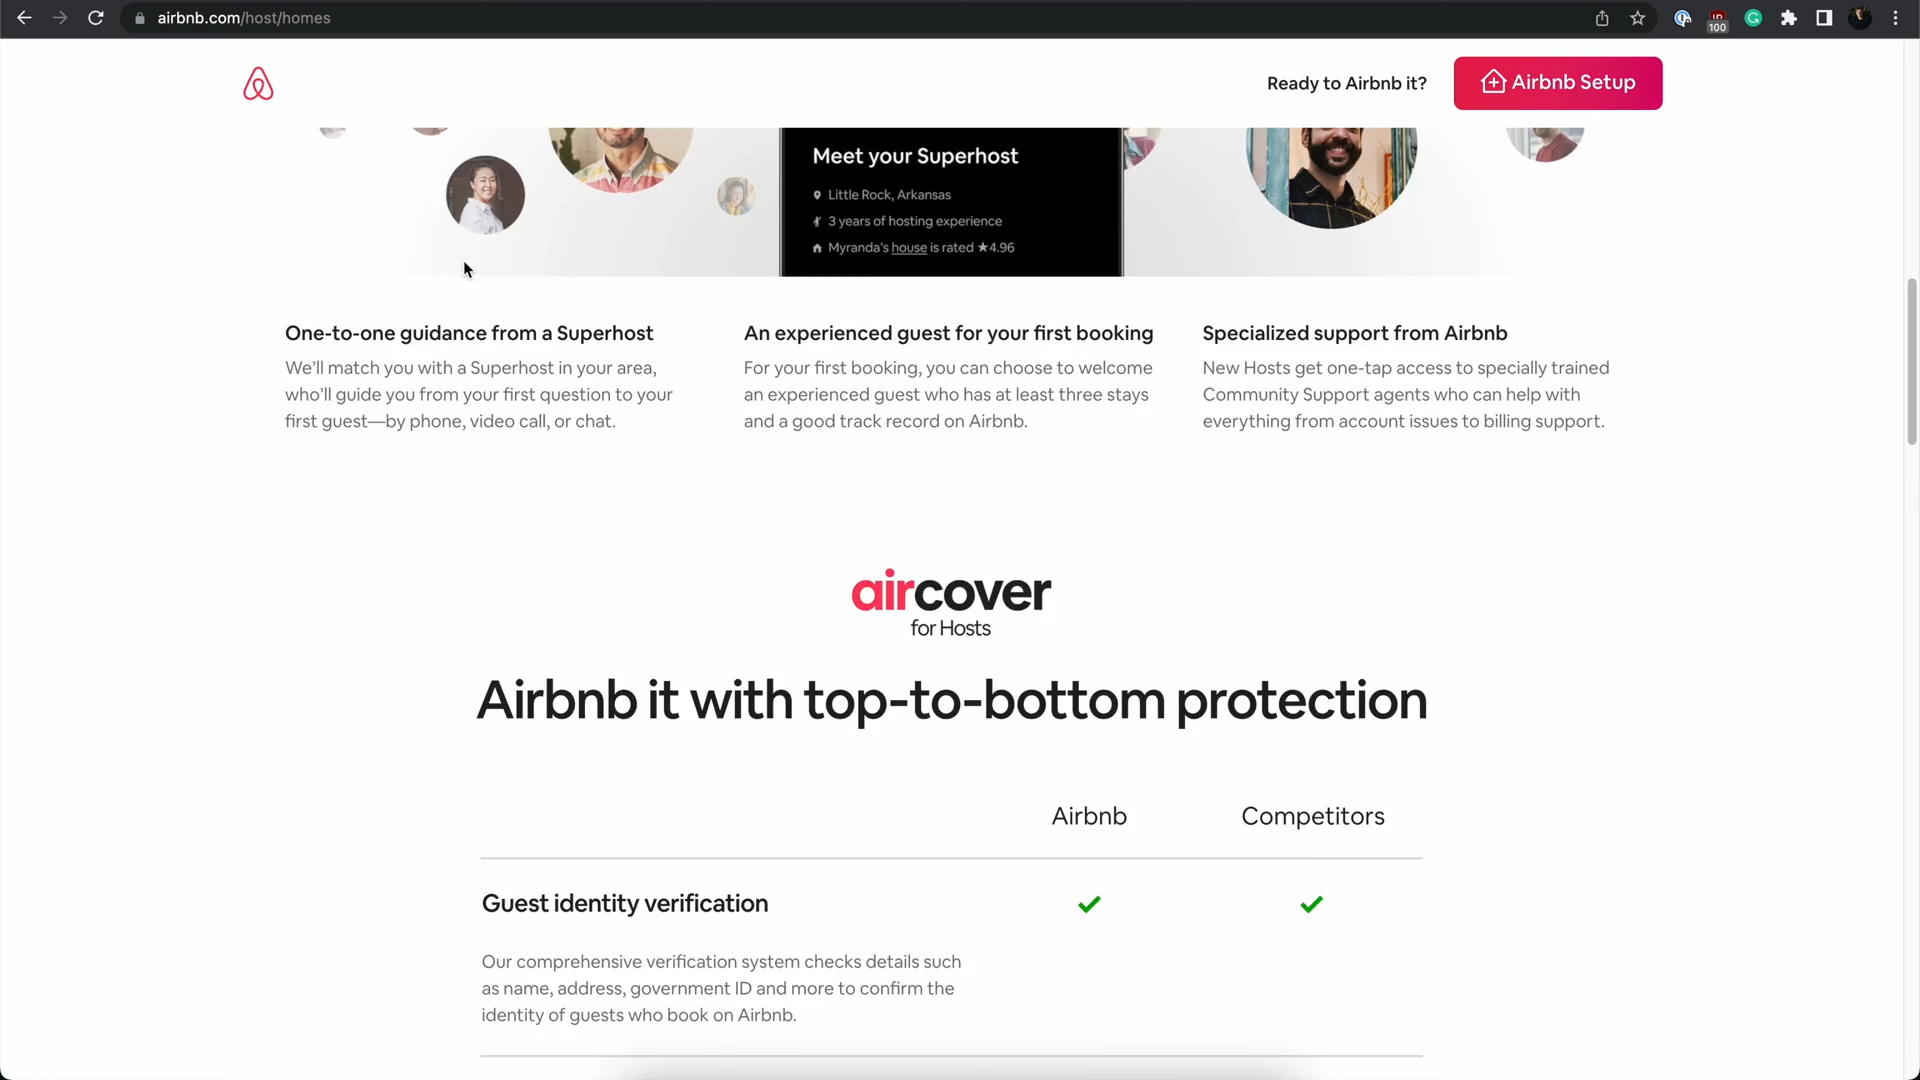 airbnb.com/host/homes
100
Ready to Airbnb it?
Airbnb Setup
Meet your Superhost
Little Rock, Arkansas
3 years of hosting experience
Myranda's house is rated ★4.96
One-to-one guidance from a Superhost
We’ll match you with a Superhost in your area,
who’ll guide you from your first question to your
first guest—by phone, video call, or chat.
An experienced guest for your first booking
For your first booking, you can choose to welcome
an experienced guest who has at least three stays
and a good track record on Airbnb.
Specialized support from Airbnb
New Hosts get one-tap access to specially trained
Community Support agents who can help with
everything from account issues to billing support.
aircover
for Hosts
Airbnb it with top-to-bottom protection
Airbnb Competitors
Guest identity verification
Our comprehensive verification system checks details such
as name, address, government ID and more to confirm the
identity of guests who book on Airbnb.